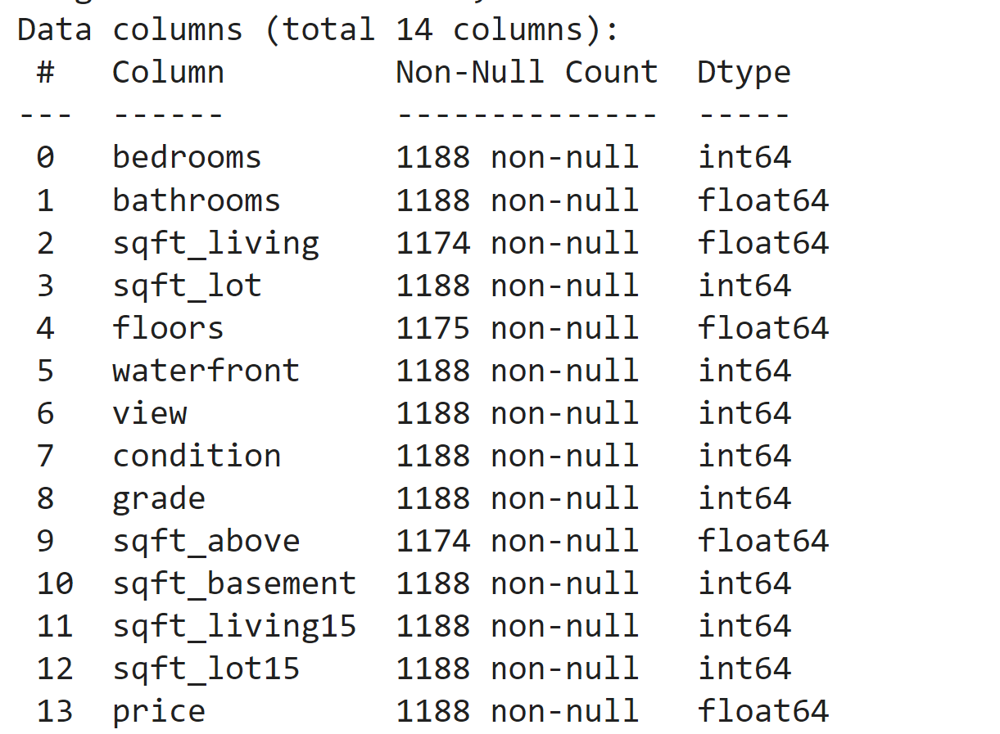 Data columns (total 14 columns):
 #   Column         Non-Null Count  Dtype
---  ------         --------------  -----
 0   bedrooms       1188 non-null   int64
 1   bathrooms      1188 non-null   float64
 2   sqft_living    1174 non-null   float64
 3   sqft_lot       1188 non-null   int64
 4   floors         1175 non-null   float64
 5   waterfront     1188 non-null   int64
 6   view           1188 non-null   int64
 7   condition      1188 non-null   int64
 8   grade          1188 non-null   int64
 9   sqft_above     1174 non-null   float64
 10  sqft_basement  1188 non-null   int64
 11  sqft_living15  1188 non-null   int64
 12  sqft_lot15     1188 non-null   int64
 13  price          1188 non-null   float64